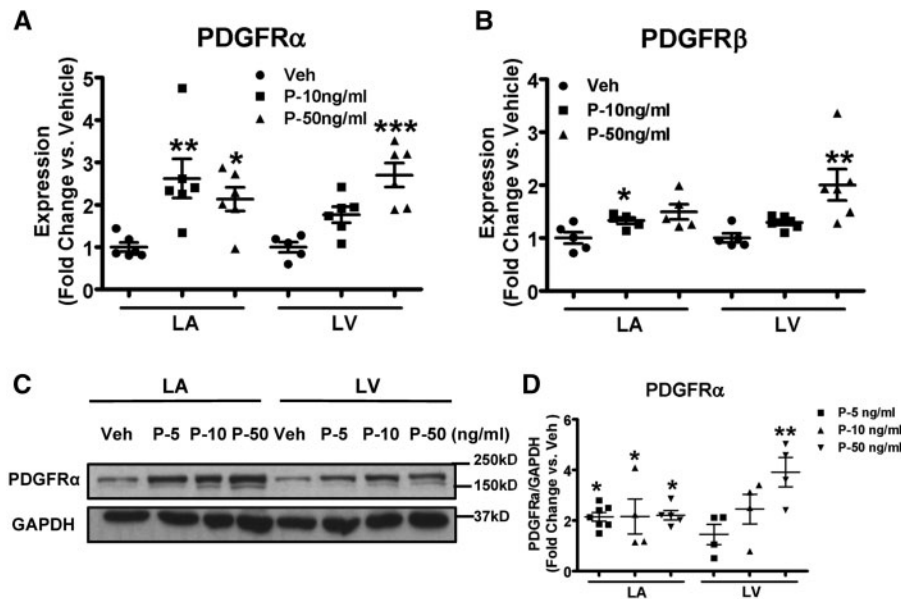 A
PDGFRα
Expression
(Fold Change vs. Vehicle)
5
4
3
2
1
0
Veh
P-10ng/ml
P-50ng/ml
**
*
***
LA
LV
B
PDGFRβ
Expression
(Fold Change vs. Vehicle)
5
4
3
2
1
0
Veh
P-10ng/ml
P-50ng/ml
*
**
LA
LV
C
LA LV
Veh P-5 P-10 P-50 Veh P-5 P-10 P-50 (ng/ml)
PDGFRα
250kD
150kD
GAPDH
37kD
D
PDGFRα
PDGFRa/GAPDH
(Fold Change vs. Veh )
6
4
2
0
P-5 ng/ml
P-10 ng/ml
P-50 ng/ml
*
*
*
**
LA
LV